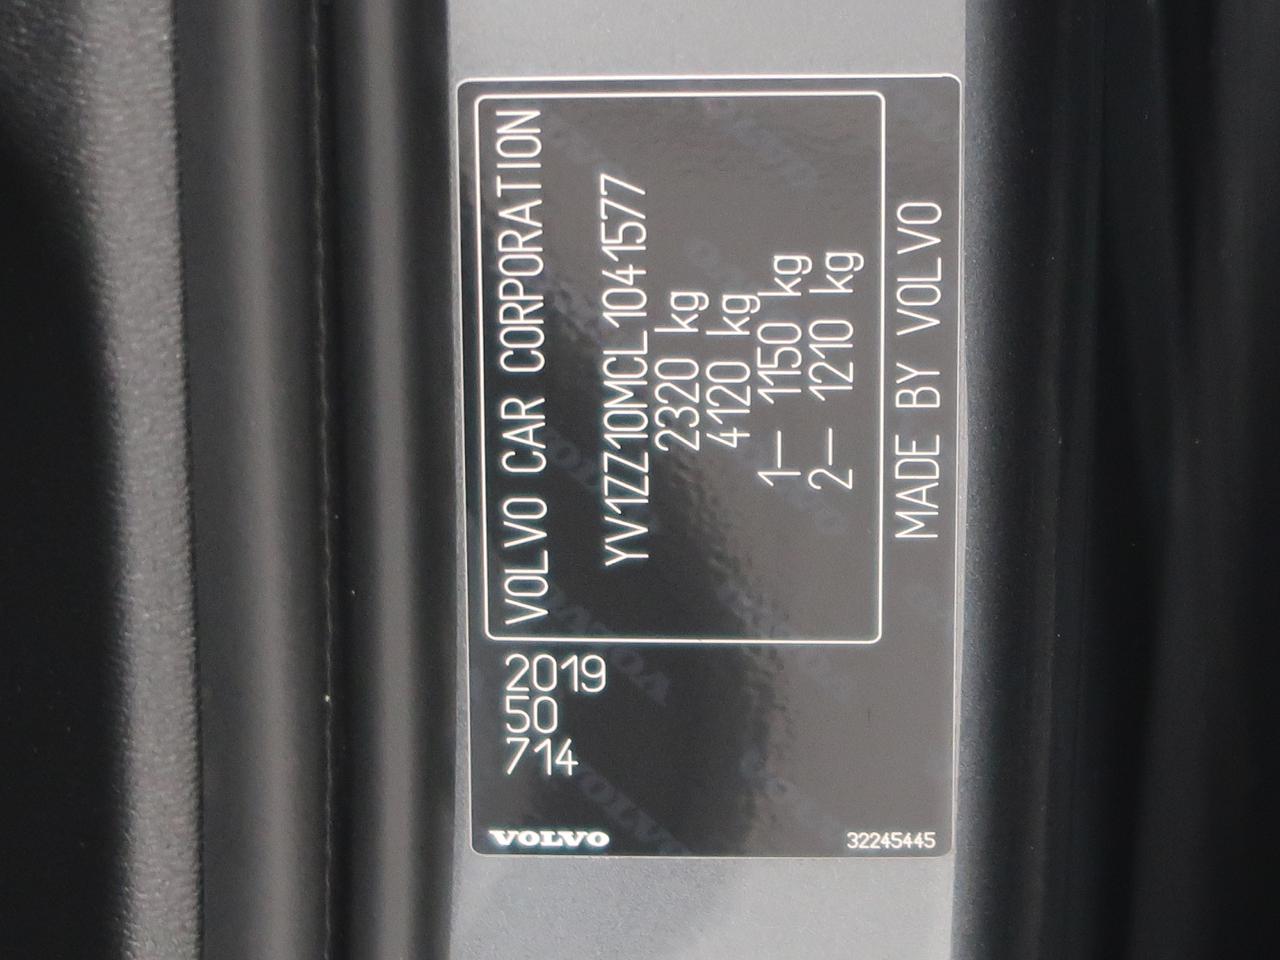 VOLVO CAR CORPORATION
YV1ZZ10MCL1041577
2320 kg
4120 kg
1– 1150 kg
2– 1210 kg
MADE BY VOLVO
2019
50
714
VOLVO
32245445